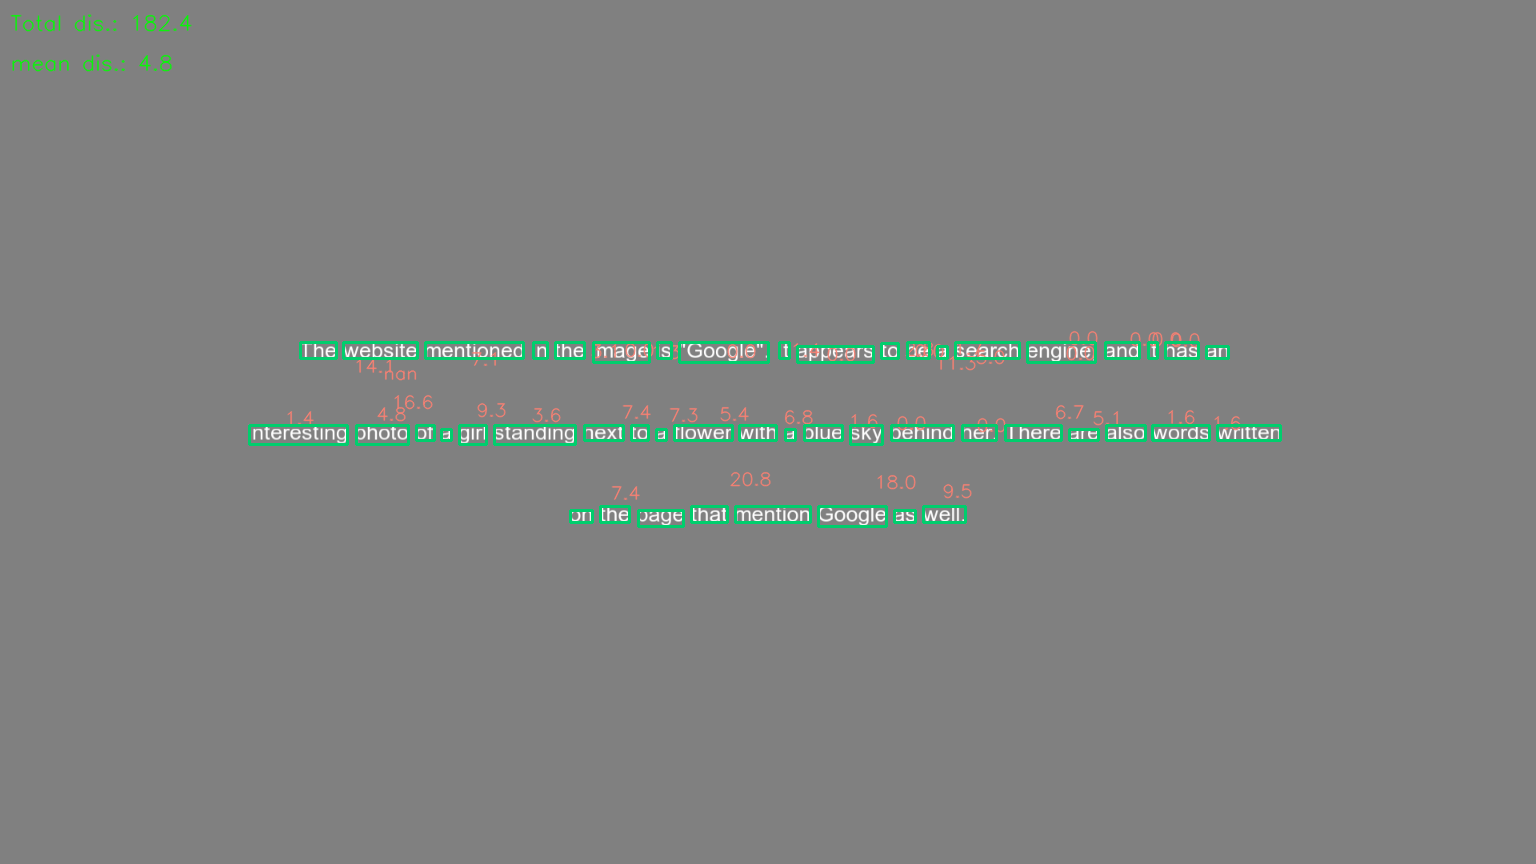 Total dis.: 182.4
mean dis.: 4.8
The website mentioned in the image is "Google". It appears to be a search engine and it has an
14.1 nan 7.1 11.3 0.0
16.6
1.4 4.8 9.3 3.6 7.4 7.3 5.4 6.8 1.6 0.0 0.0 6.7 5.1 1.6 1.6
interesting photo of a girl standing next to a flower with a blue sky behind her. There are also words written
7.4 20.8 18.0 9.5
on the page that mention Google as well.